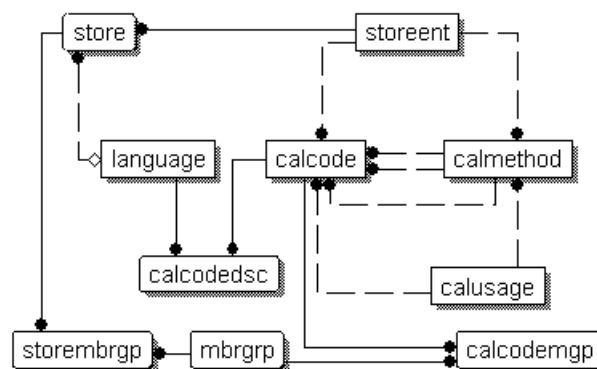 store
storeent
language
calcode
calmethod
calcodedsc
calusage
storembrgp
mbrgrp
calcodemgp